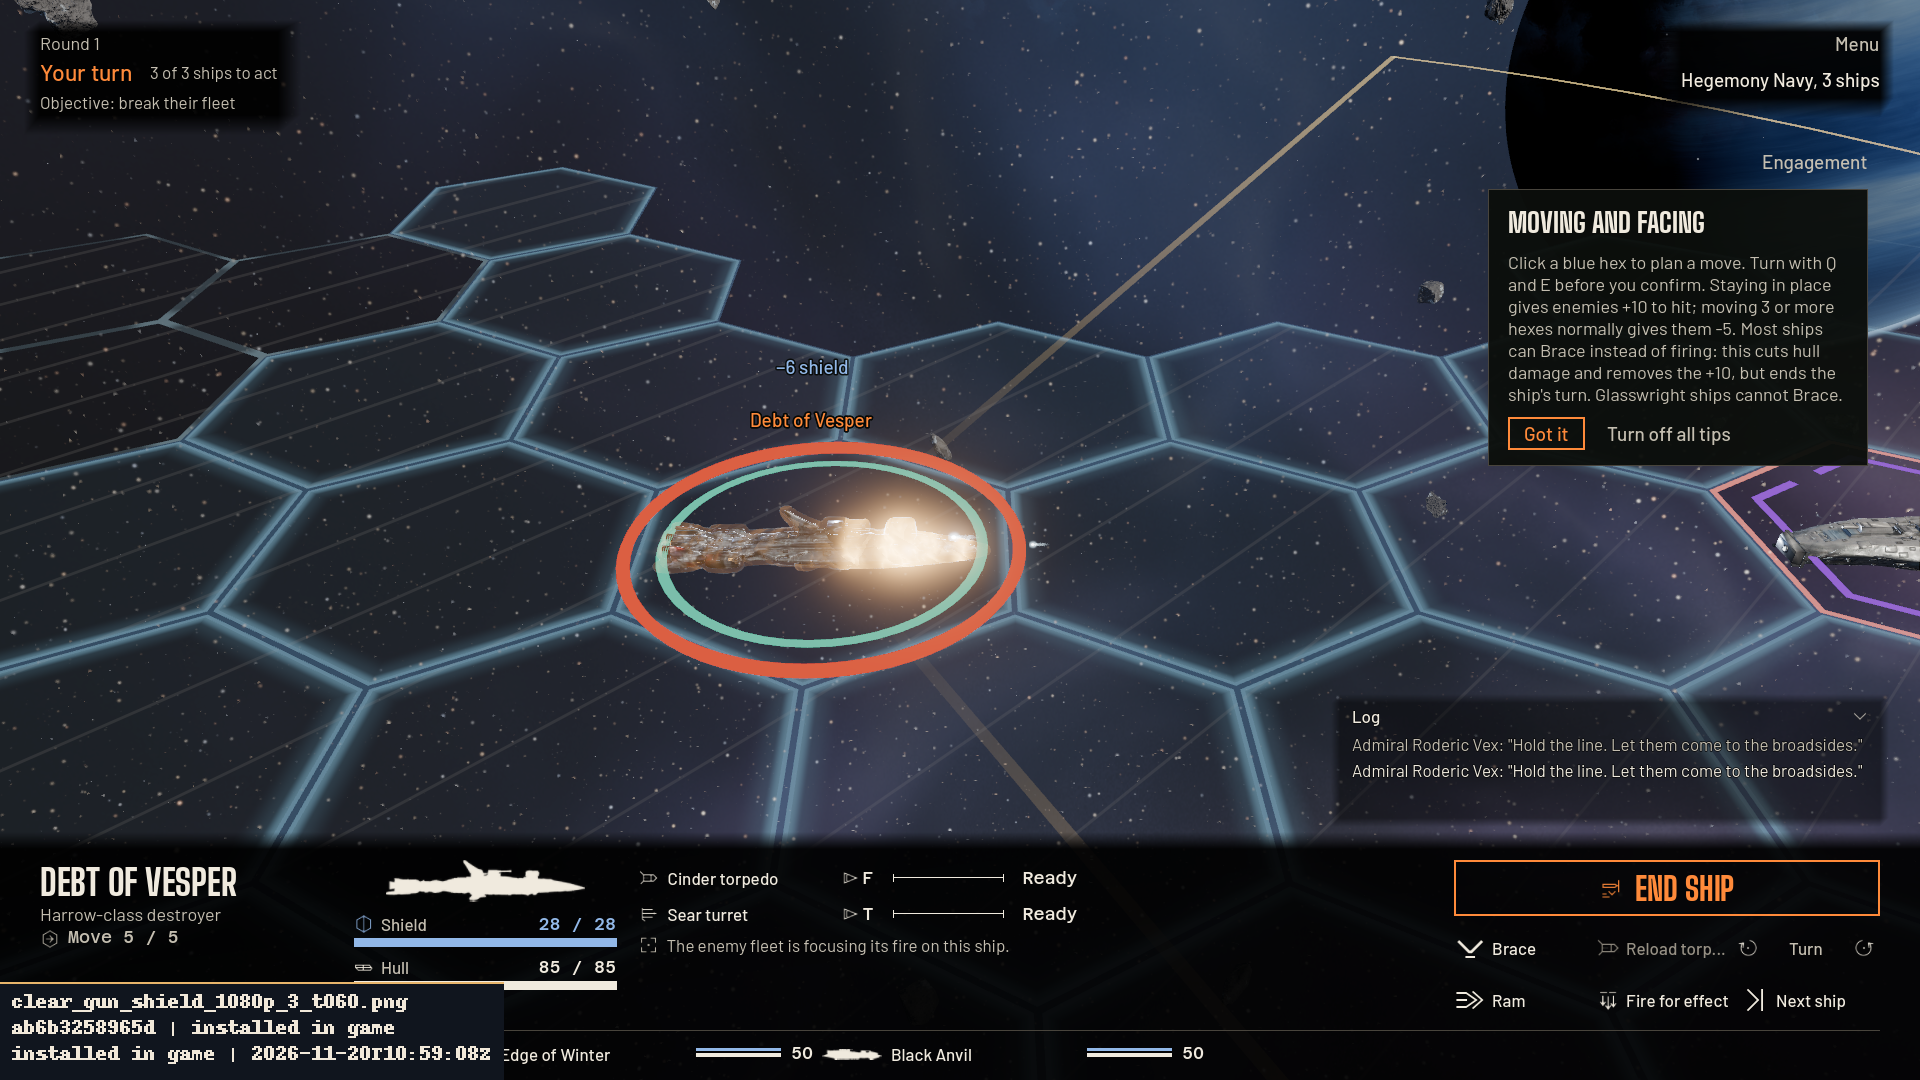 Round 1
Your turn 3 of 3 ships to act
Objective: break their fleet
Menu
Hegemony Navy, 3 ships
Engagement
MOVING AND FACING
Click a blue hex to plan a move. Turn with Q
and E before you confirm. Staying in place
gives enemies +10 to hit; moving 3 or more
hexes normally gives them -5. Most ships
can Brace instead of firing: this cuts hull
damage and removes the +10, but ends the
ship's turn. Glasswright ships cannot Brace.
Got it Turn off all tips
-6 shield
Debt of Vesper
Log
Admiral Roderic Vex: "Hold the line. Let them come to the broadsides."
Admiral Roderic Vex: "Hold the line. Let them come to the broadsides."
DEBT OF VESPER
Harrow-class destroyer
Move 5 / 5
Shield 28 / 28
Hull 85 / 85
Cinder torpedo F Ready
Sear turret T Ready
The enemy fleet is focusing its fire on this ship.
END SHIP
Brace Reload torp... Turn
Ram Fire for effect Next ship
clear_gun_shield_1080p_3_t060.png
ab6b3258965d | installed in game
installed in game | 2026-11-20T10:59:08Z
Edge of Winter 50 Black Anvil 50